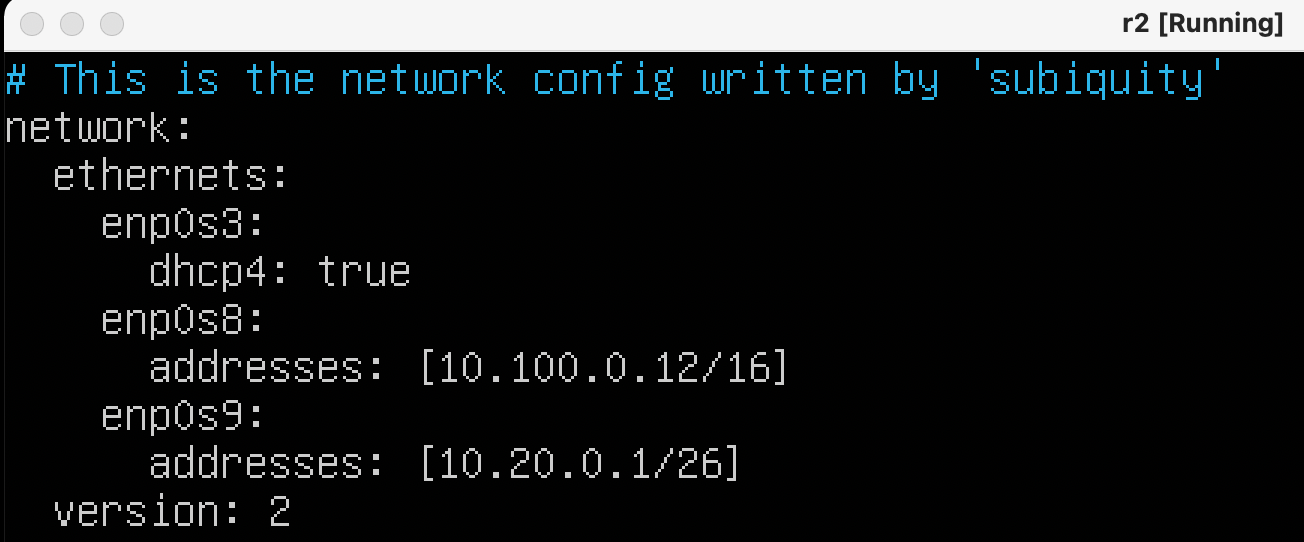 r2 [Running]
# This is the network config written by 'subiquity'
network:
  ethernets:
    enp0s3:
      dhcp4: true
    enp0s8:
      addresses: [10.100.0.12/16]
    enp0s9:
      addresses: [10.20.0.1/26]
  version: 2